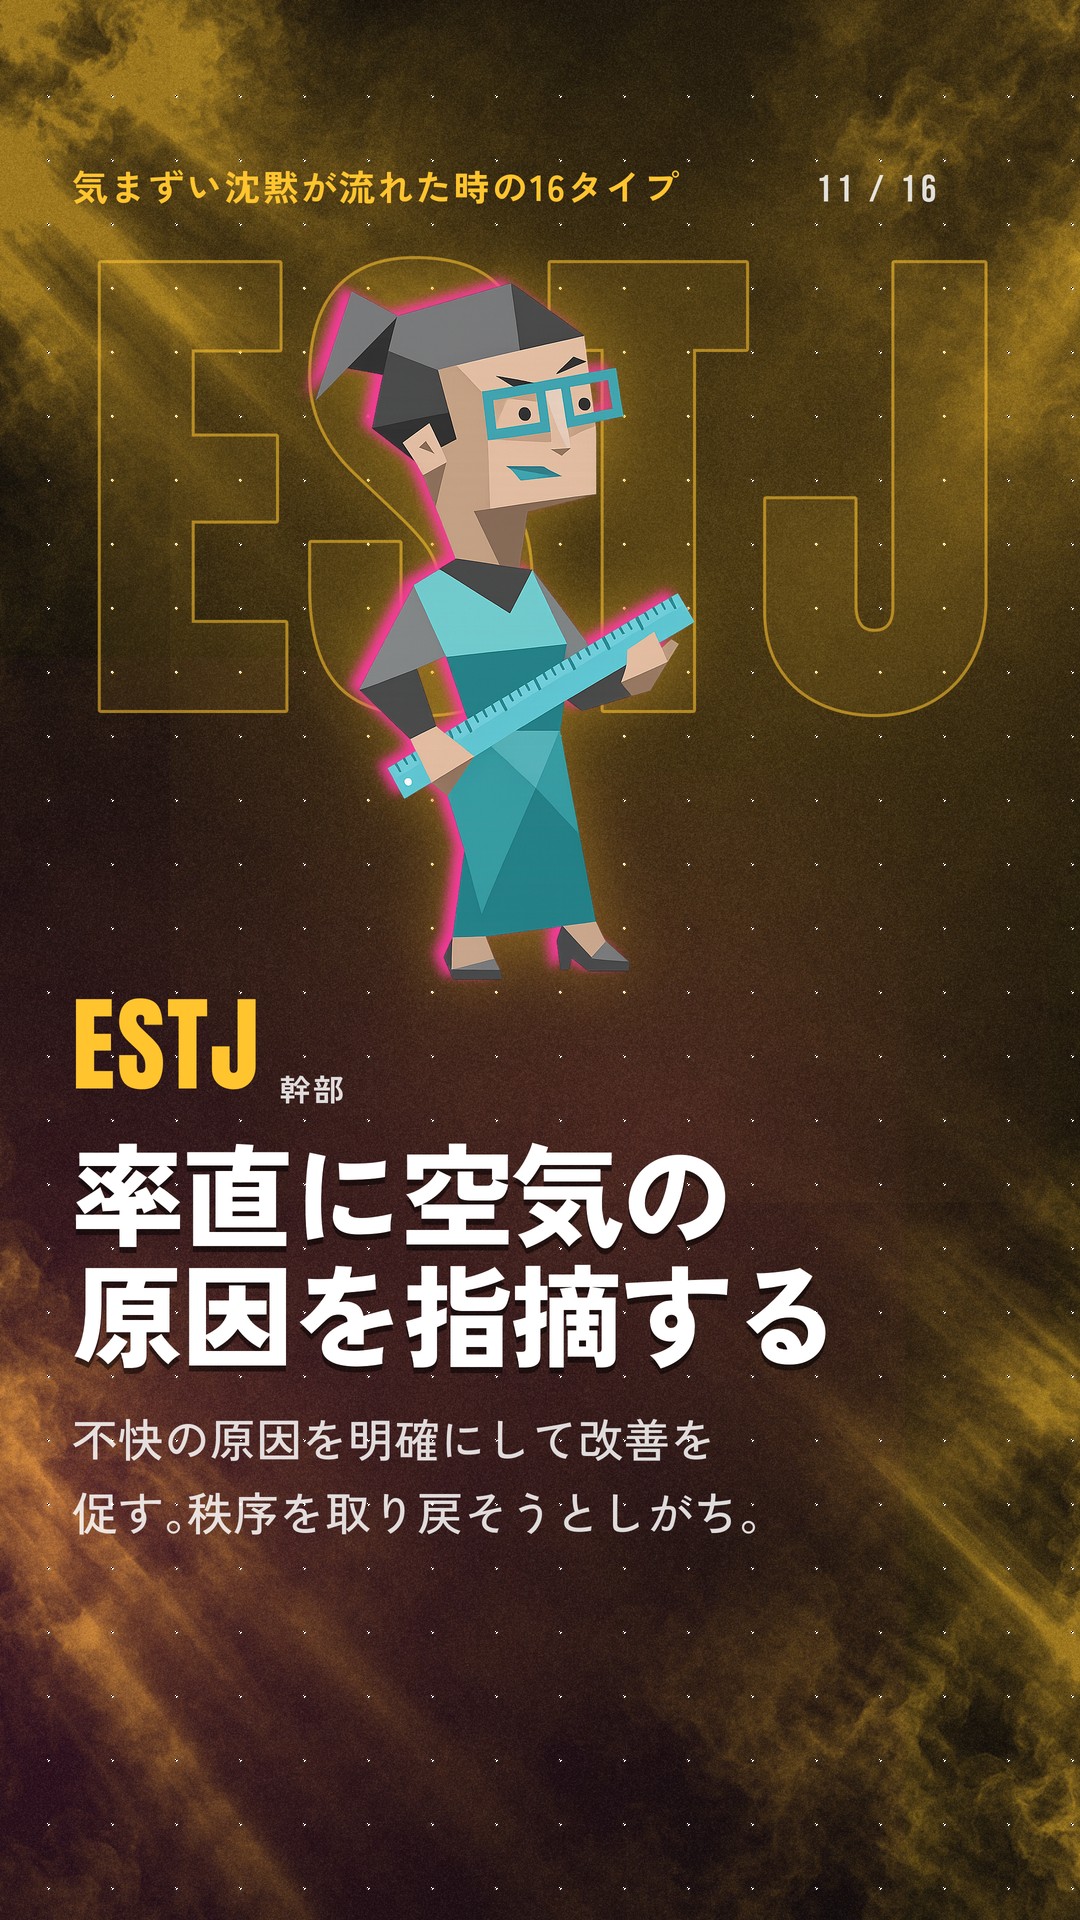 気まずい沈黙が流れた時の16タイプ
11 / 16
ESTJ
ESTJ
幹部
率直に空気の
原因を指摘する
不快の原因を明確にして改善を
促す。秩序を取り戻そうとしがち。